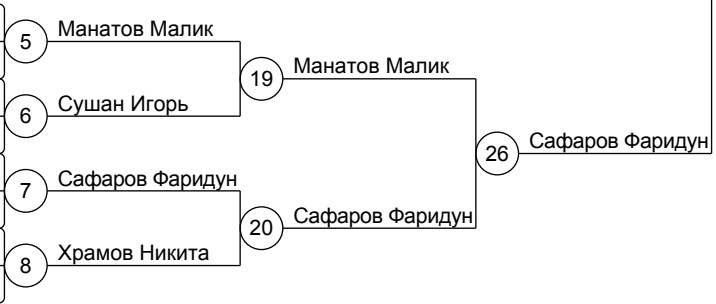 5 Манатов Малик
19 Манатов Малик
6 Сушан Игорь
26 Сафаров Фаридун
7 Сафаров Фаридун
20 Сафаров Фаридун
8 Храмов Никита